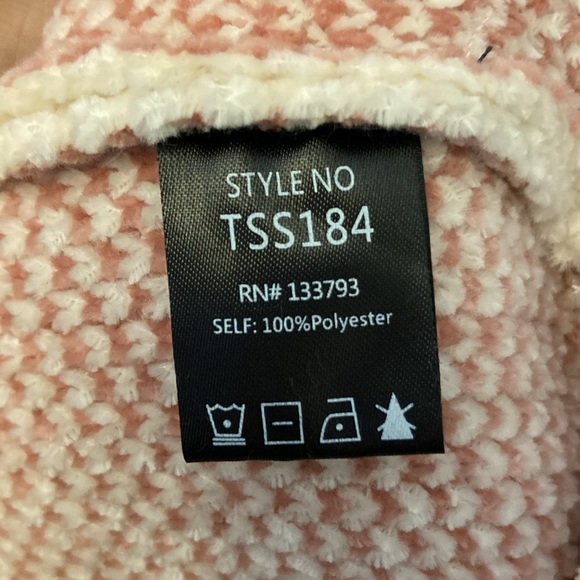 STYLE NO
TSS184
RN# 133793
SELF: 100%Polyester